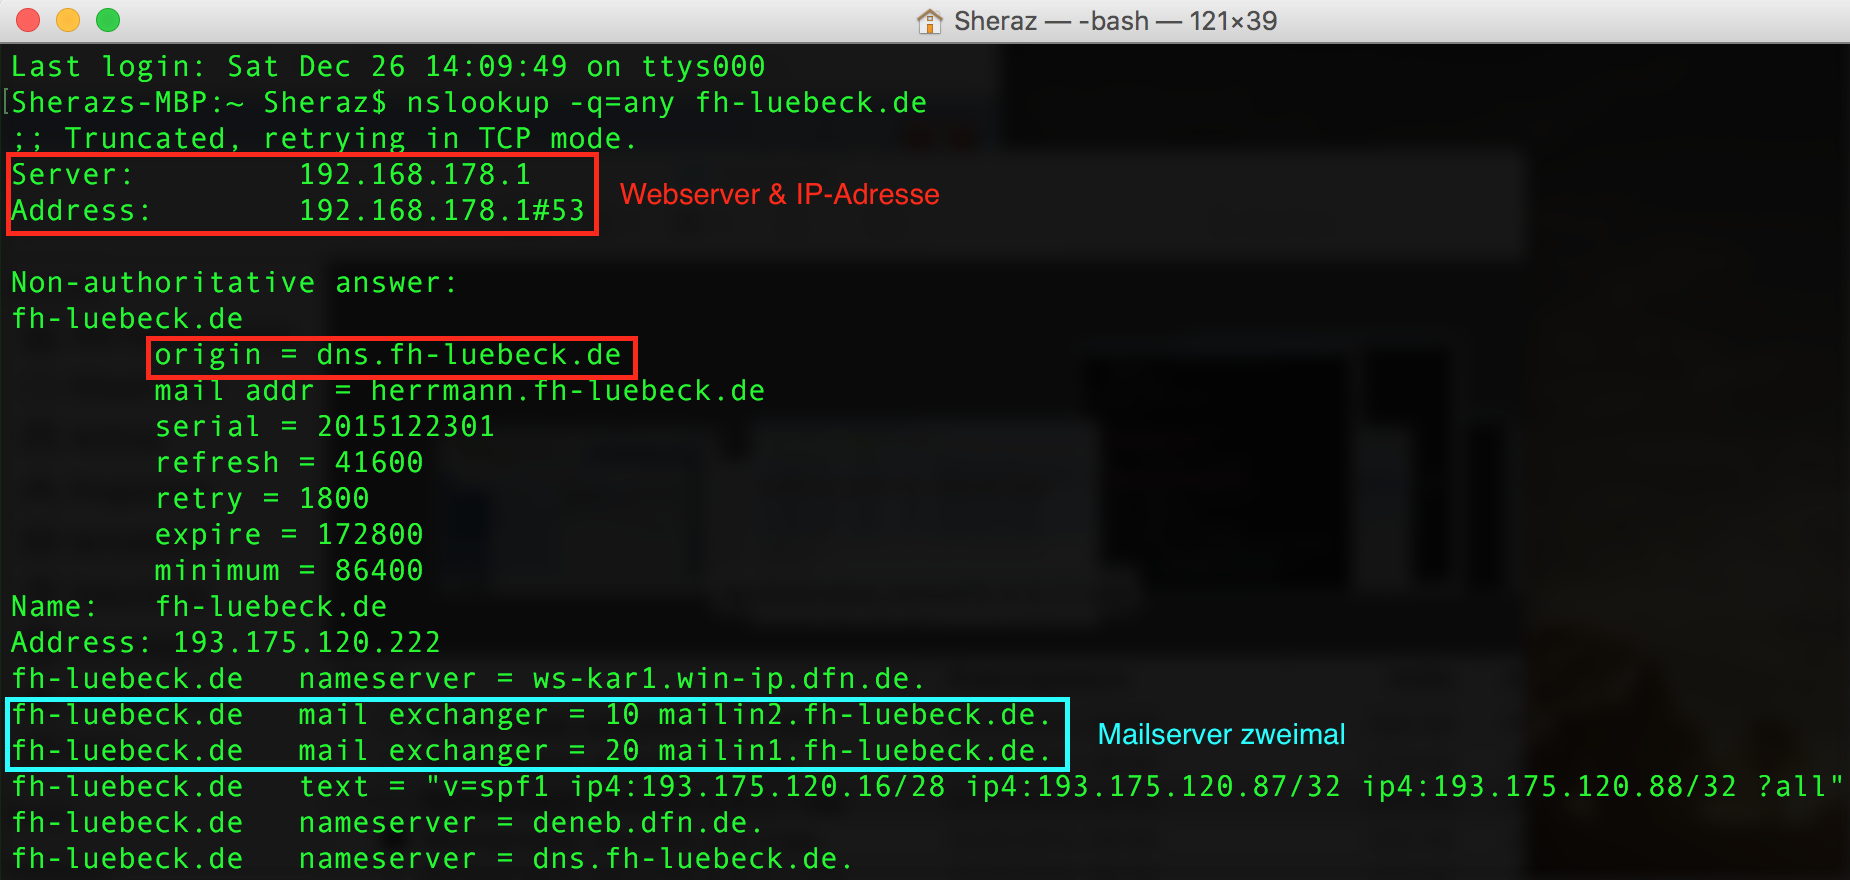 Sheraz — -bash — 121×39
Last login: Sat Dec 26 14:09:49 on ttys000
[Sherazs-MBP:~ Sheraz$ nslookup -q=any fh-luebeck.de
;; Truncated, retrying in TCP mode.
Server: 192.168.178.1
Address: 192.168.178.1#53
Webserver & IP-Adresse
Non-authoritative answer:
fh-luebeck.de
origin = dns.fh-luebeck.de
mail addr = herrmann.fh-luebeck.de
serial = 2015122301
refresh = 41600
retry = 1800
expire = 172800
minimum = 86400
Name: fh-luebeck.de
Address: 193.175.120.222
fh-luebeck.de nameserver = ws-kar1.win-ip.dfn.de.
fh-luebeck.de mail exchanger = 10 mailin2.fh-luebeck.de.
fh-luebeck.de mail exchanger = 20 mailin1.fh-luebeck.de.
Mailserver zweimal
fh-luebeck.de text = "v=spf1 ip4:193.175.120.16/28 ip4:193.175.120.87/32 ip4:193.175.120.88/32 ?all"
fh-luebeck.de nameserver = deneb.dfn.de.
fh-luebeck.de nameserver = dns.fh-luebeck.de.